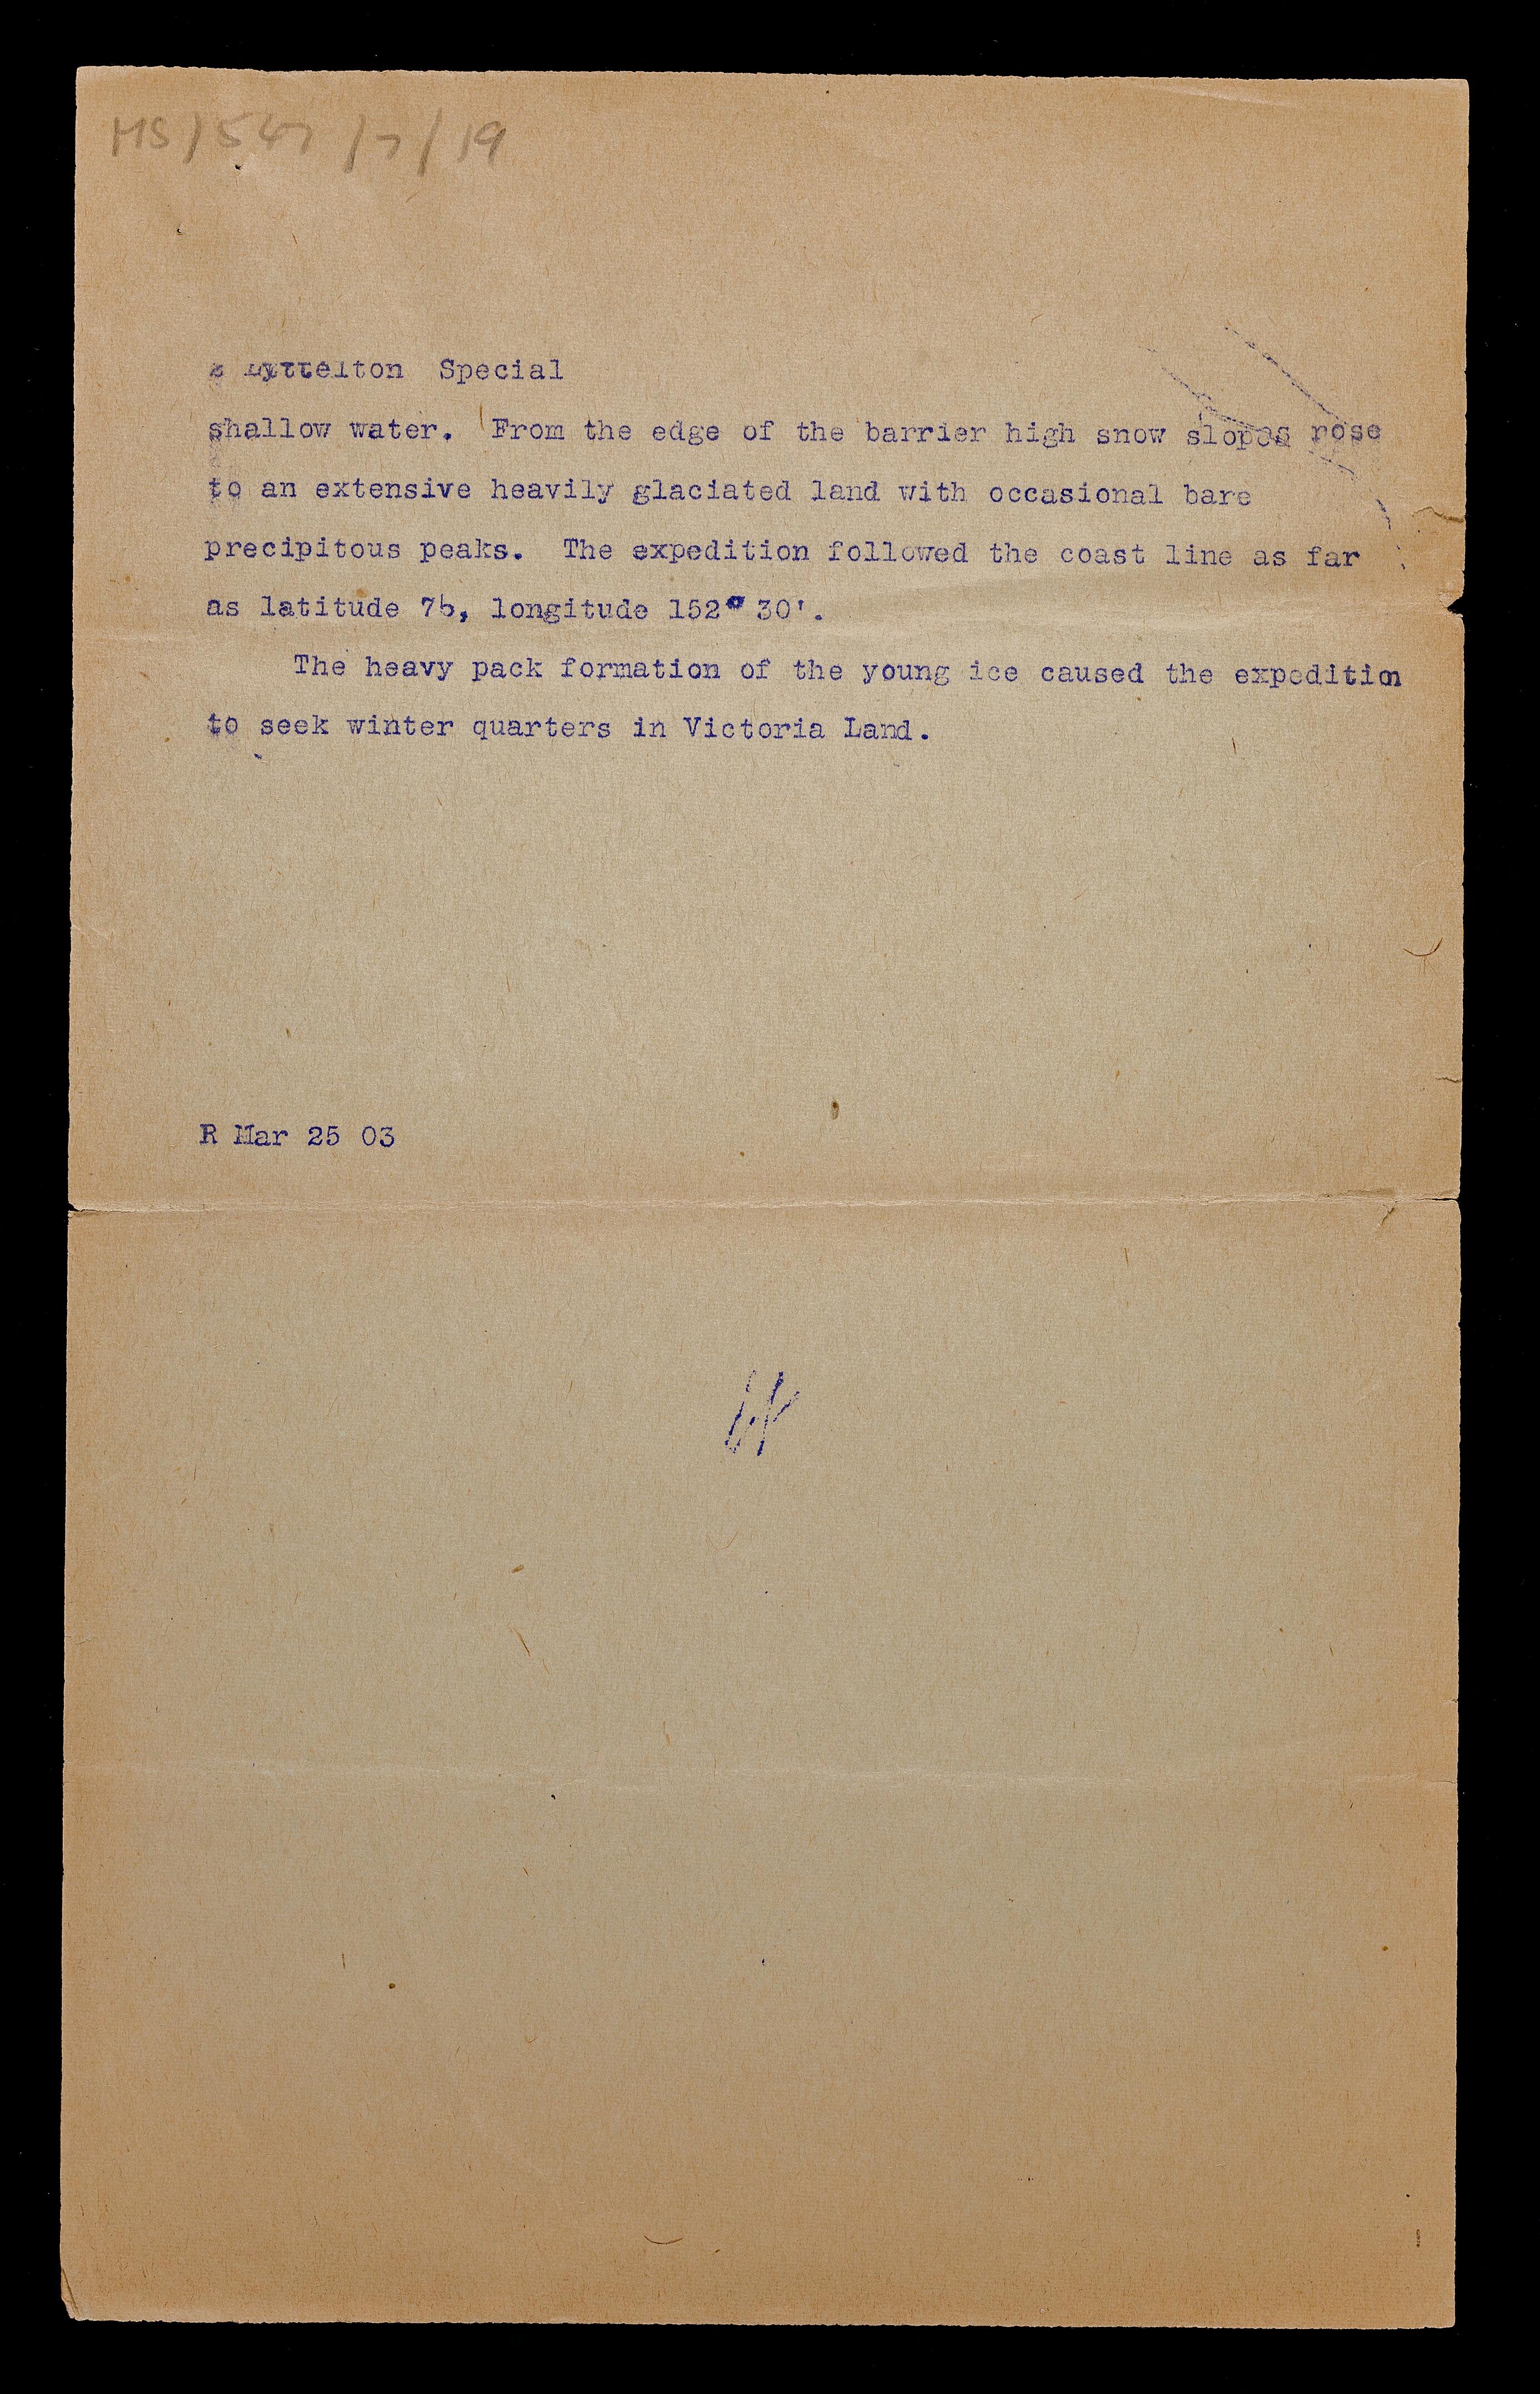 MS/547/7/19
2 Lyttelton Special
shallow water. From the edge of the barrier high snow slopes rose
to an extensive heavily glaciated land with occasional bare
precipitous peaks. The expedition followed the coast line as far
as latitude 76, longitude 152° 30'.
The heavy pack formation of the young ice caused the expedition
to seek winter quarters in Victoria Land.
R Mar 25 03